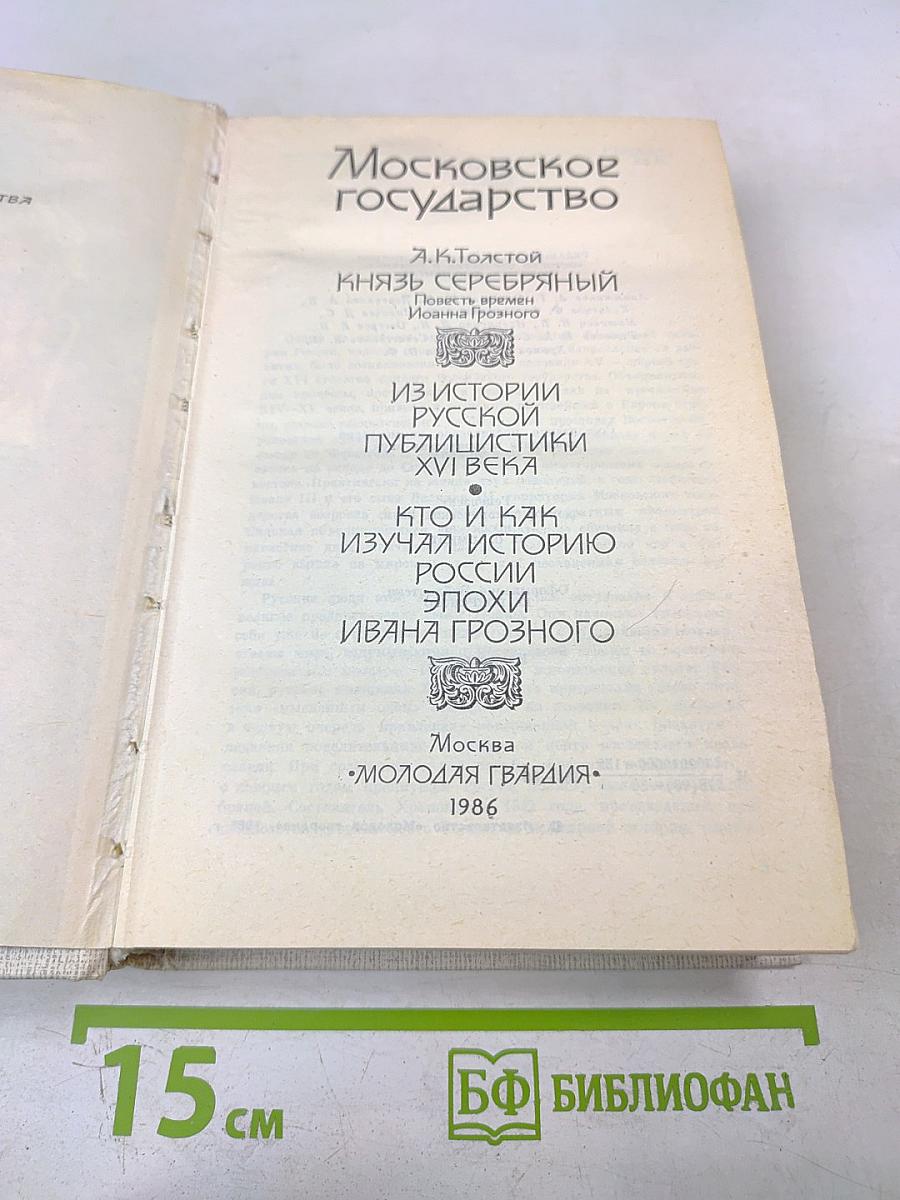 ТВА
Московское
государство
А.К.Толстой
КНЯЗЬ СЕРЕБРЯНЫЙ
Повесть времен
Иоанна Грозного
ИЗ ИСТОРИИ
РУССКОЙ
ПУБЛИЦИСТИКИ
XVI ВЕКА
•
КТО И КАК
ИЗУЧАЛ ИСТОРИЮ
РОССИИ
ЭПОХИ
ИВАНА ГРОЗНОГО
Москва
•МОЛОДАЯ ГВАРДИЯ•
1986
15 см
БФ БИБЛИОФАН